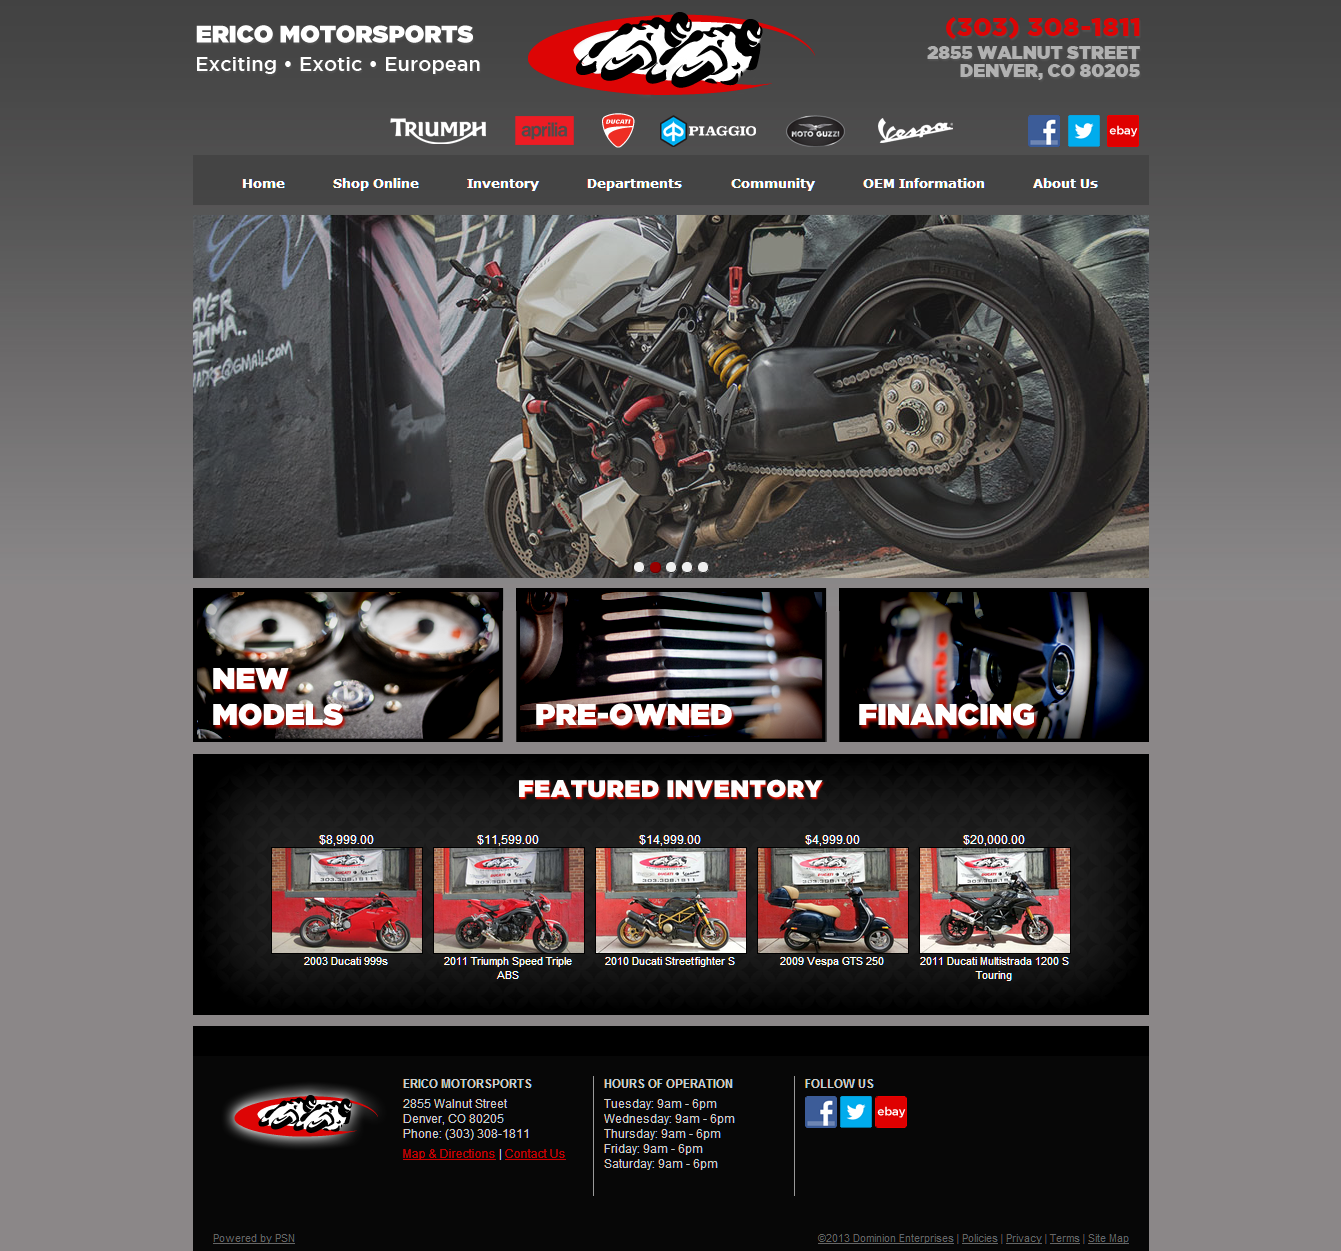 ERICO MOTORSPORTS
Exciting • Exotic • European
(303) 308-1811
2855 WALNUT STREET
DENVER, CO 80205
TRIUMPH
aprilia
DUCATI
PIAGGIO
MOTO GUZZI
Vespa
ebay
Home
Shop Online
Inventory
Departments
Community
OEM Information
About Us
@GMAIL.COM
NEW
MODELS
PRE-OWNED
FINANCING
FEATURED INVENTORY
$8,999.00
$11,599.00
$14,999.00
$4,999.00
$20,000.00
303.308.1811
2003 Ducati 999s
2011 Triumph Speed Triple
ABS
2010 Ducati Streetfighter S
2009 Vespa GTS 250
2011 Ducati Multistrada 1200 S
Touring
ERICO MOTORSPORTS
2855 Walnut Street
Denver, CO 80205
Phone: (303) 308-1811
Map & Directions | Contact Us
HOURS OF OPERATION
Tuesday: 9am - 6pm
Wednesday: 9am - 6pm
Thursday: 9am - 6pm
Friday: 9am - 6pm
Saturday: 9am - 6pm
FOLLOW US
ebay
Powered by PSN
©2013 Dominion Enterprises | Policies | Privacy | Terms | Site Map